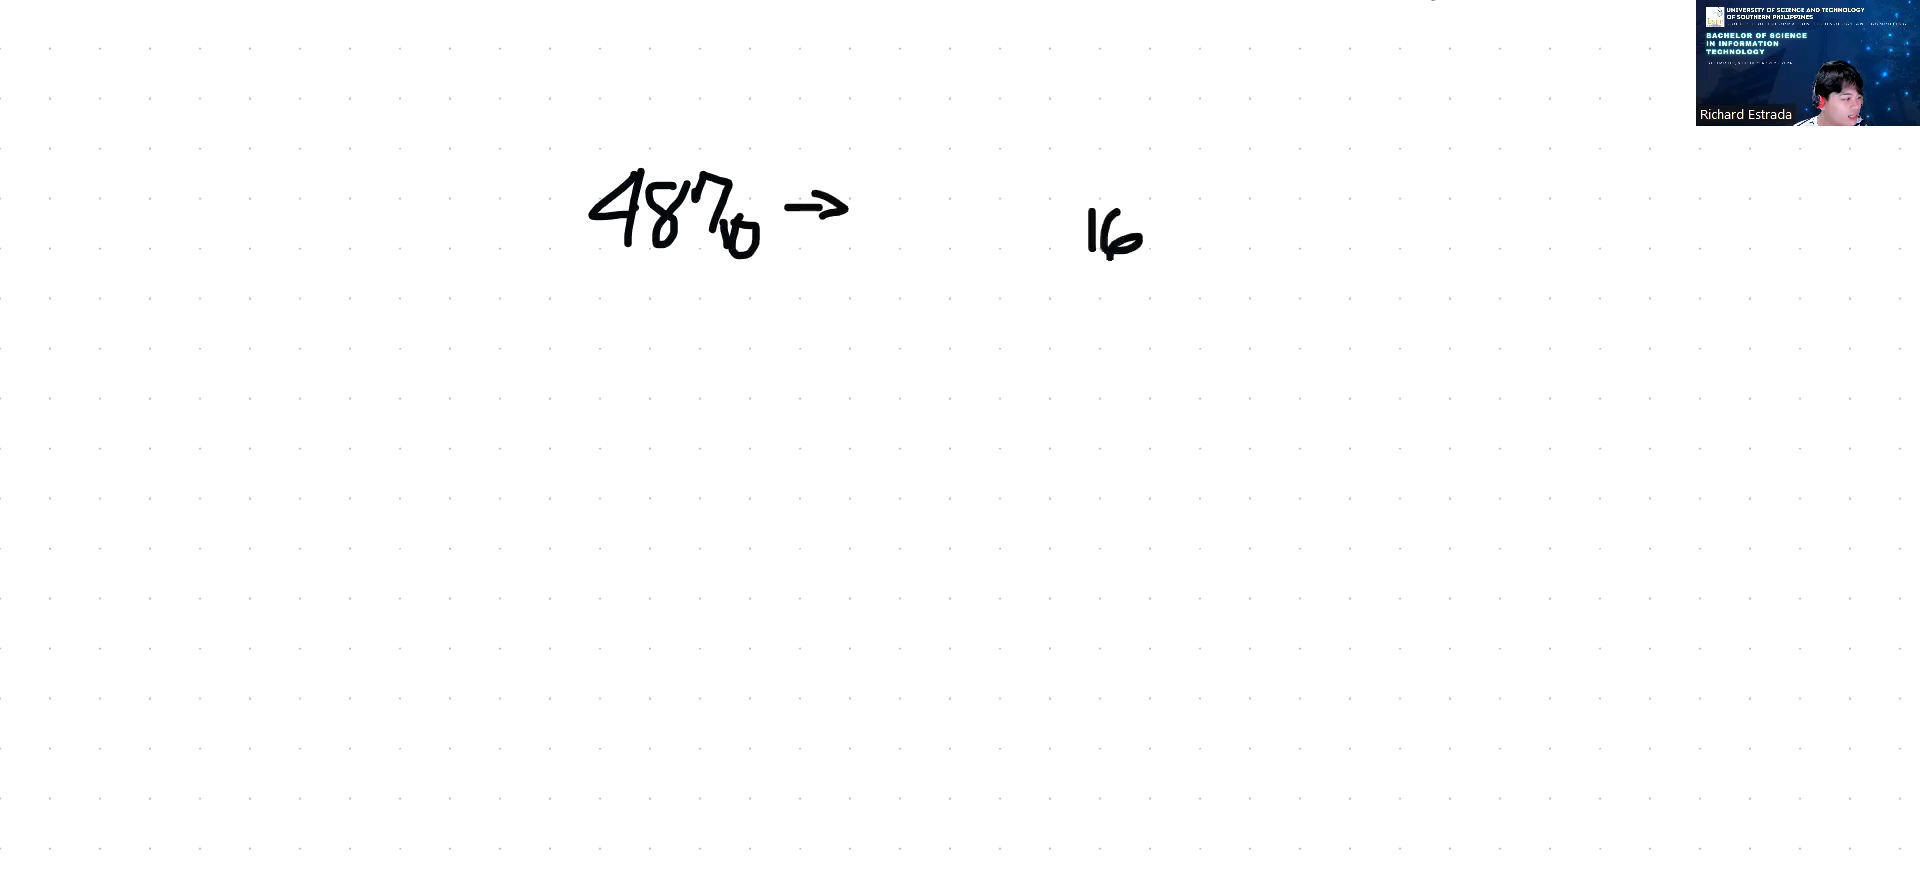 UNIVERSITY OF SCIENCE AND TECHNOLOGY
OF SOUTHERN PHILIPPINES
BACHELOR OF SCIENCE
IN INFORMATION
TECHNOLOGY
Richard Estrada
487₁₀ → ₁₆